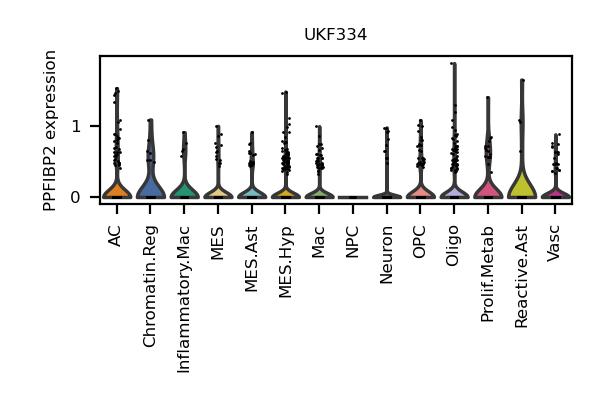 UKF334
PPFIBP2 expression
1
0
AC
Chromatin.Reg
Inflammatory.Mac
MES
MES.Ast
MES.Hyp
Mac
NPC
Neuron
OPC
Oligo
Prolif.Metab
Reactive.Ast
Vasc